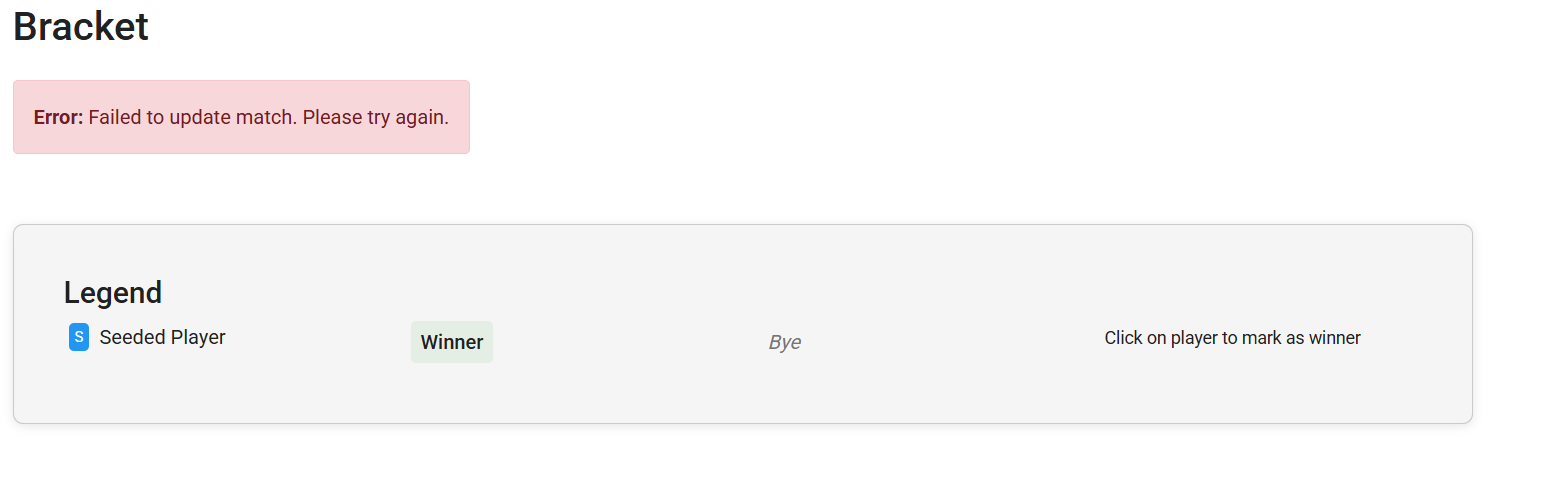 Bracket
Error: Failed to update match. Please try again.
Legend
S Seeded Player
Winner
Bye
Click on player to mark as winner